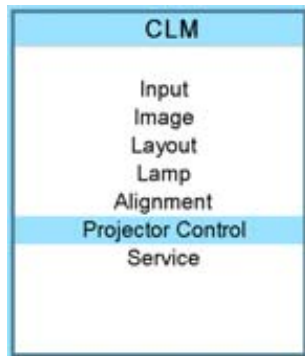 CLM
Input
Image
Layout
Lamp
Alignment
Projector Control
Service